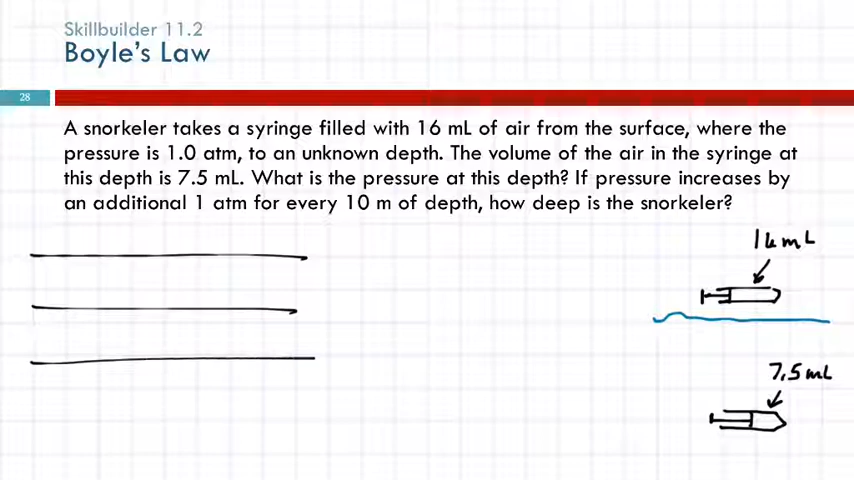 Skillbuilder 11.2
Boyle's Law
28
A snorkeler takes a syringe filled with 16 mL of air from the surface, where the
pressure is 1.0 atm, to an unknown depth. The volume of the air in the syringe at
this depth is 7.5 mL. What is the pressure at this depth? If pressure increases by
an additional 1 atm for every 10 m of depth, how deep is the snorkeler?
16 mL
7.5 mL